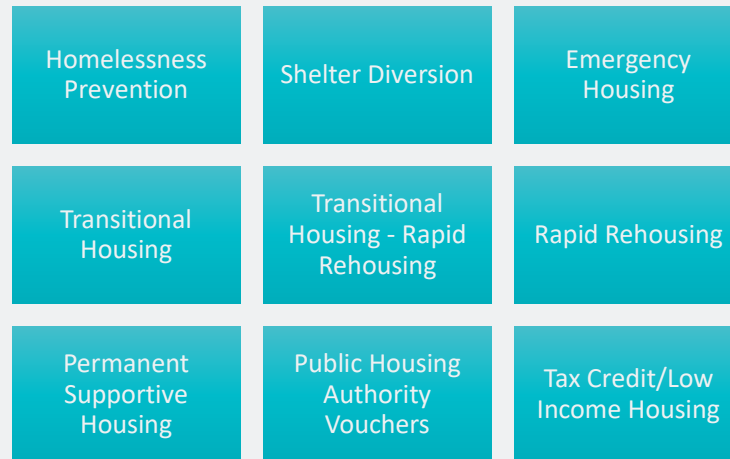 Homelessness
Prevention
Shelter Diversion
Emergency
Housing
Transitional
Housing
Transitional
Housing - Rapid
Rehousing
Rapid Rehousing
Permanent
Supportive
Housing
Public Housing
Authority
Vouchers
Tax Credit/Low
Income Housing